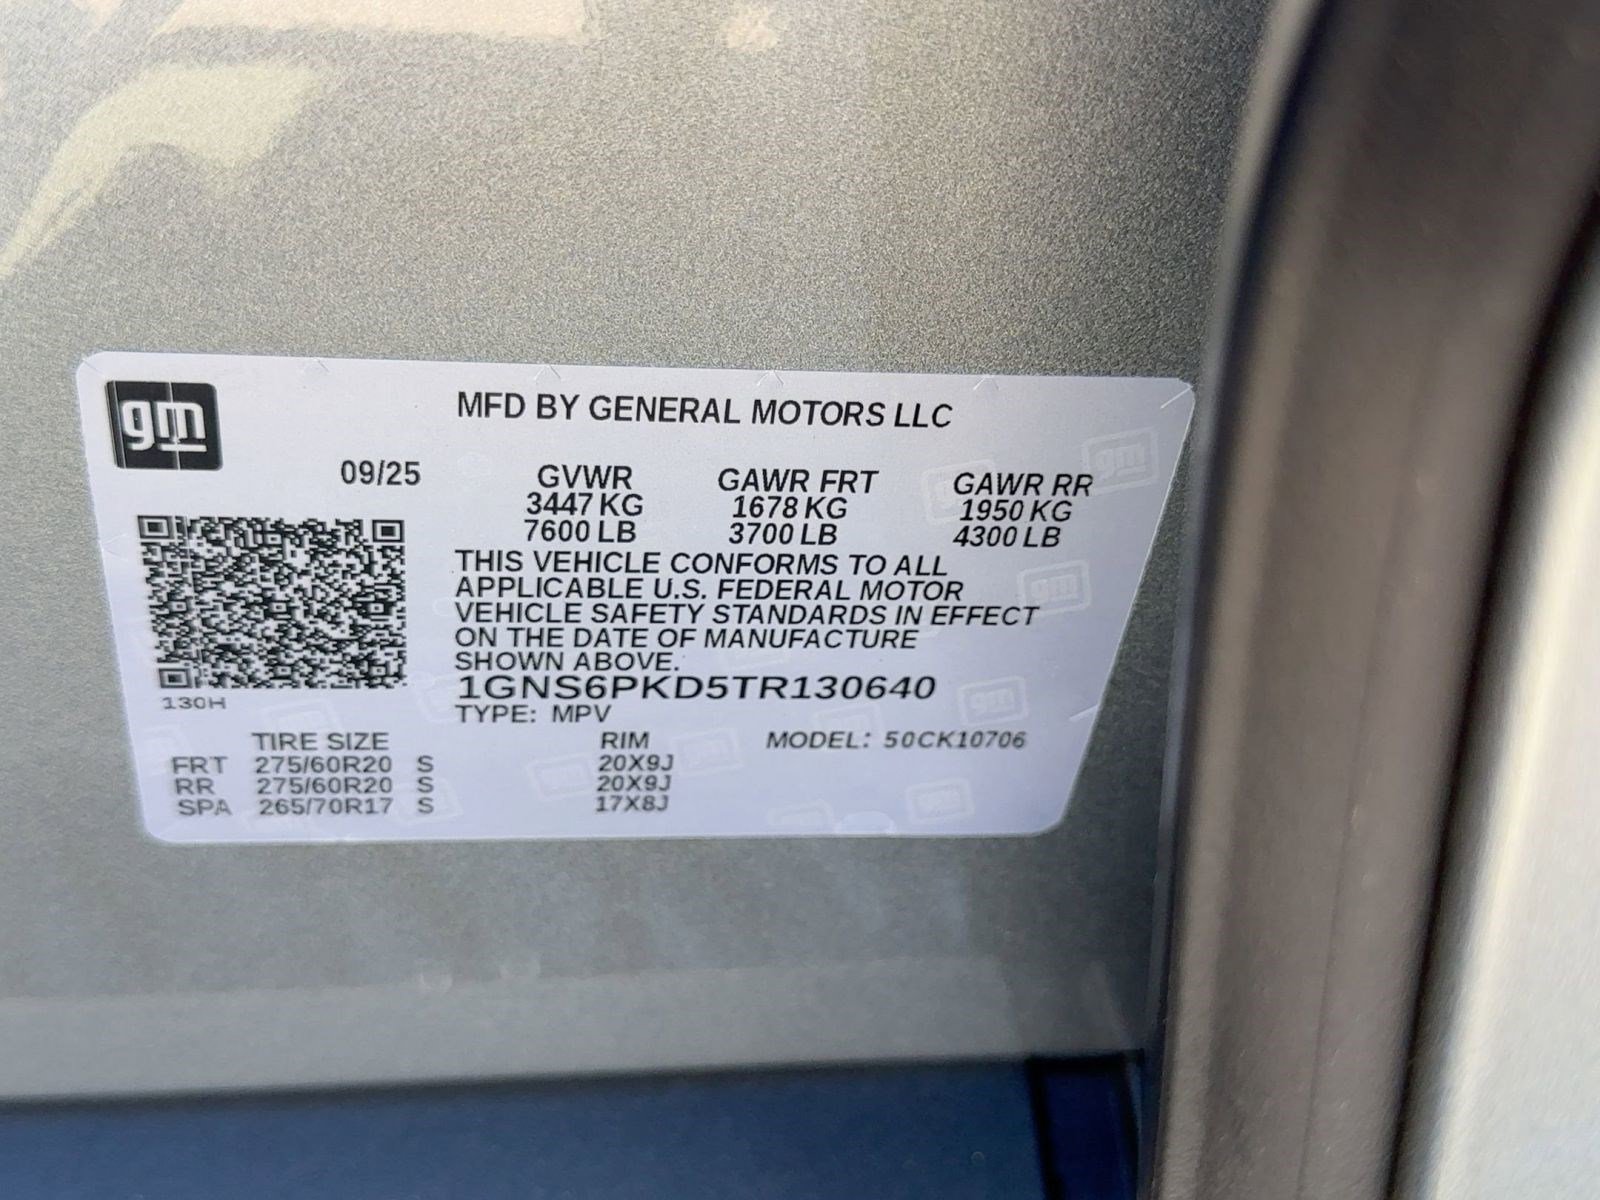 gm
MFD BY GENERAL MOTORS LLC
09/25
GVWR GAWR FRT GAWR RR
3447 KG 1678 KG 1950 KG
7600 LB 3700 LB 4300 LB
THIS VEHICLE CONFORMS TO ALL
APPLICABLE U.S. FEDERAL MOTOR
VEHICLE SAFETY STANDARDS IN EFFECT
ON THE DATE OF MANUFACTURE
SHOWN ABOVE.
1GNS6PKD5TR130640
130H
TYPE: MPV
TIRE SIZE RIM MODEL: 50CK10706
FRT 275/60R20 S 20X9J
RR 275/60R20 S 20X9J
SPA 265/70R17 S 17X8J